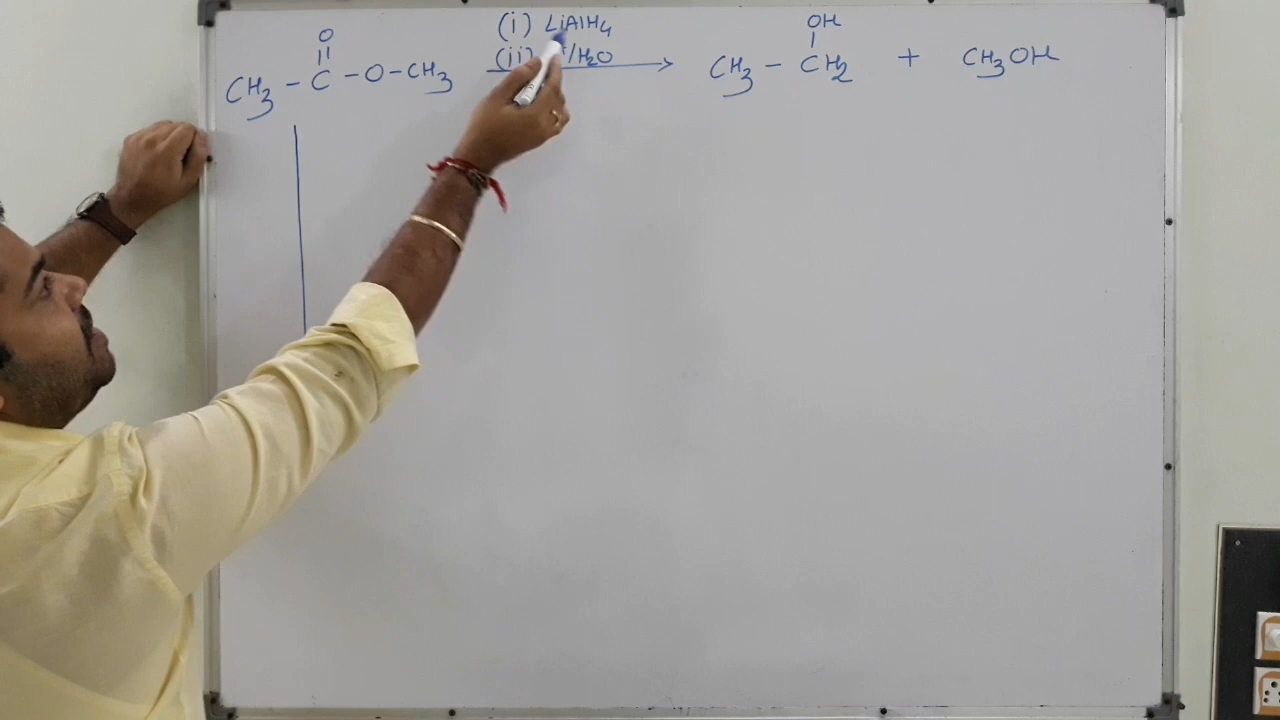 O OH
|| (i) LiAlH4 |
CH3 – C – O – CH3 (ii) /H2O → CH3 – CH2 + CH3OH